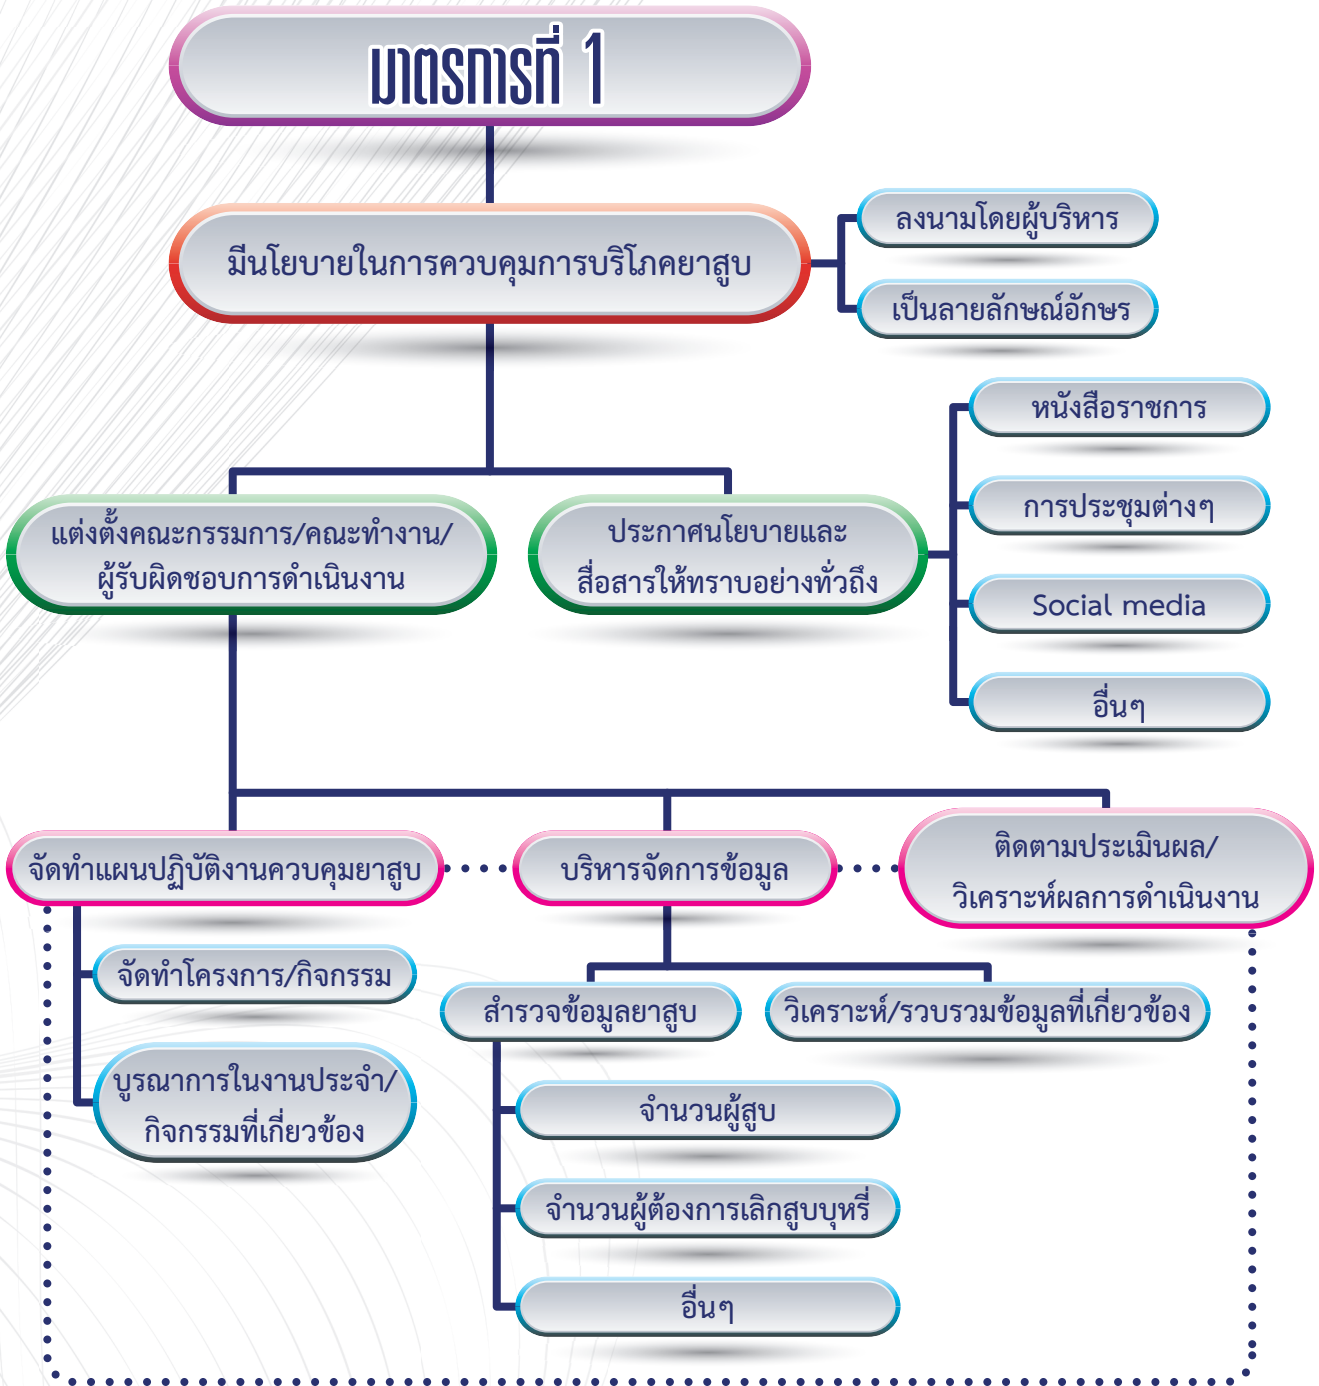 มาตรการที่ 1
มีนโยบายในการควบคุมการบริโภคยาสูบ
ลงนามโดยผู้บริหาร
เป็นลายลักษณ์อักษร
หนังสือราชการ
การประชุมต่างๆ
Social media
อื่นๆ
แต่งตั้งคณะกรรมการ/คณะทำงาน/
ผู้รับผิดชอบการดำเนินงาน
ประกาศนโยบายและ
สื่อสารให้ทราบอย่างทั่วถึง
จัดทำแผนปฏิบัติงานควบคุมยาสูบ
บริหารจัดการข้อมูล
ติดตามประเมินผล/
วิเคราะห์ผลการดำเนินงาน
จัดทำโครงการ/กิจกรรม
บูรณาการในงานประจำ/
กิจกรรมที่เกี่ยวข้อง
สำรวจข้อมูลยาสูบ
วิเคราะห์/รวบรวมข้อมูลที่เกี่ยวข้อง
จำนวนผู้สูบ
จำนวนผู้ต้องการเลิกสูบบุหรี่
อื่นๆ